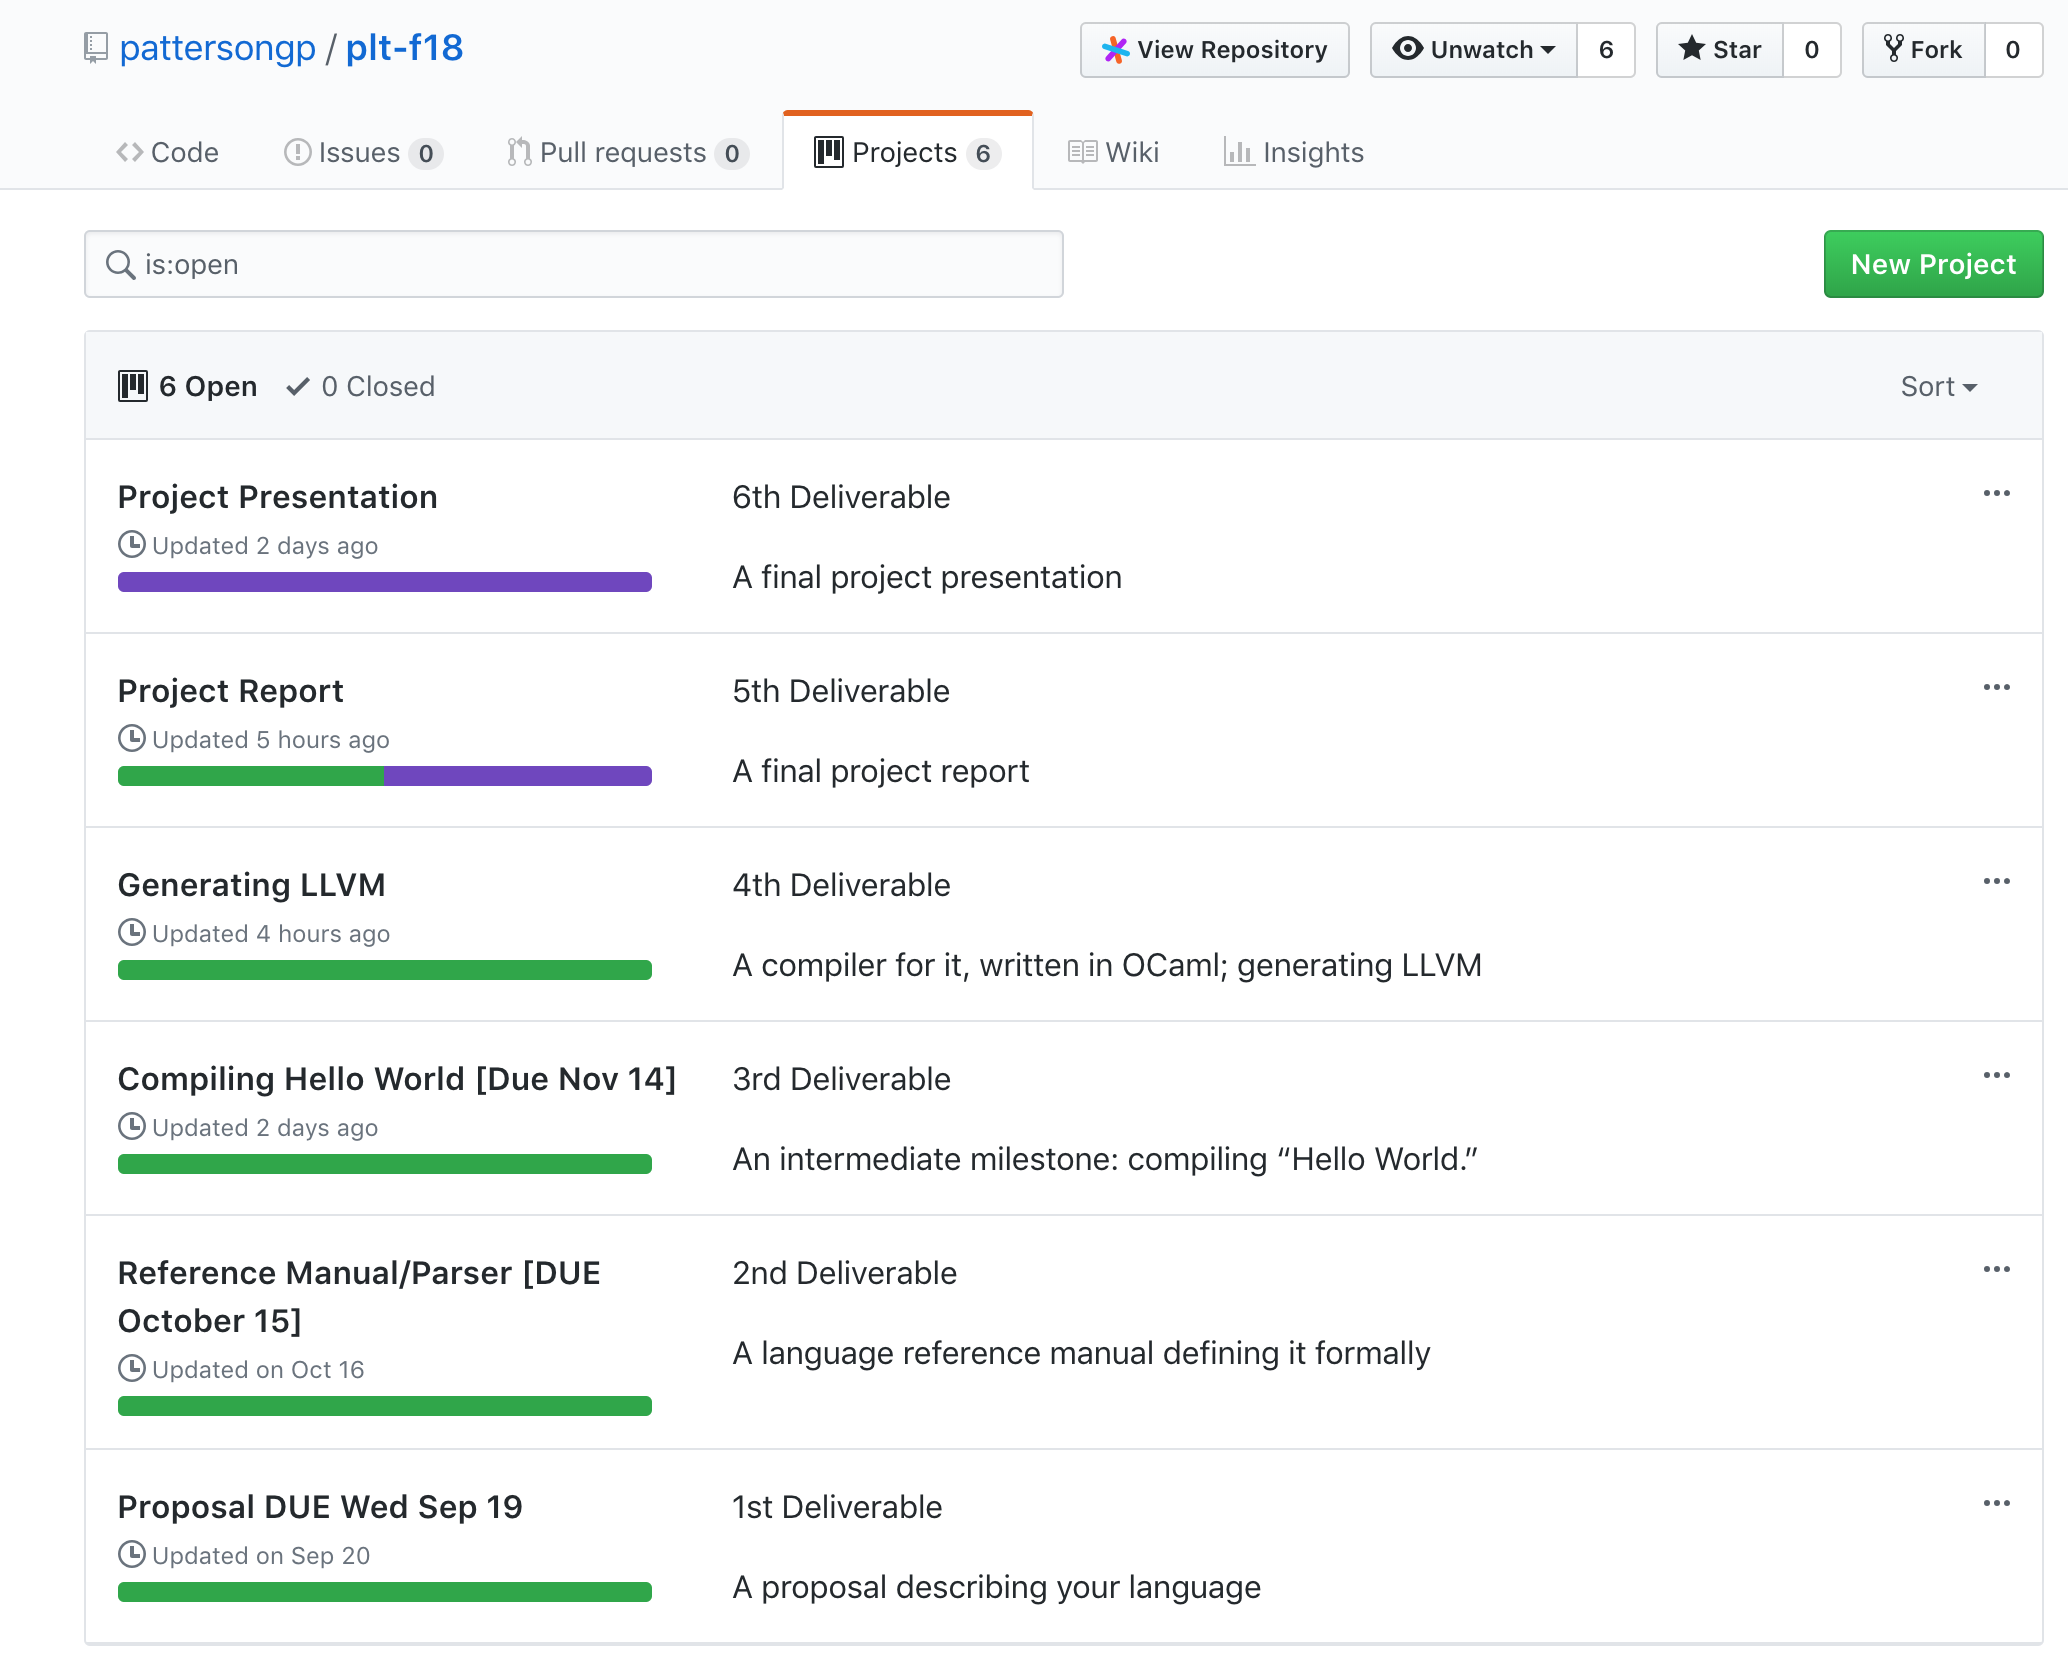 pattersongp / plt-f18
View Repository
Unwatch 6
Star 0
Fork 0
Code
Issues 0
Pull requests 0
Projects 6
Wiki
Insights
is:open
New Project
6 Open
0 Closed
Sort
Project Presentation
Updated 2 days ago
6th Deliverable
A final project presentation
Project Report
Updated 5 hours ago
5th Deliverable
A final project report
Generating LLVM
Updated 4 hours ago
4th Deliverable
A compiler for it, written in OCaml; generating LLVM
Compiling Hello World [Due Nov 14]
Updated 2 days ago
3rd Deliverable
An intermediate milestone: compiling “Hello World.”
Reference Manual/Parser [DUE
October 15]
Updated on Oct 16
2nd Deliverable
A language reference manual defining it formally
Proposal DUE Wed Sep 19
Updated on Sep 20
1st Deliverable
A proposal describing your language